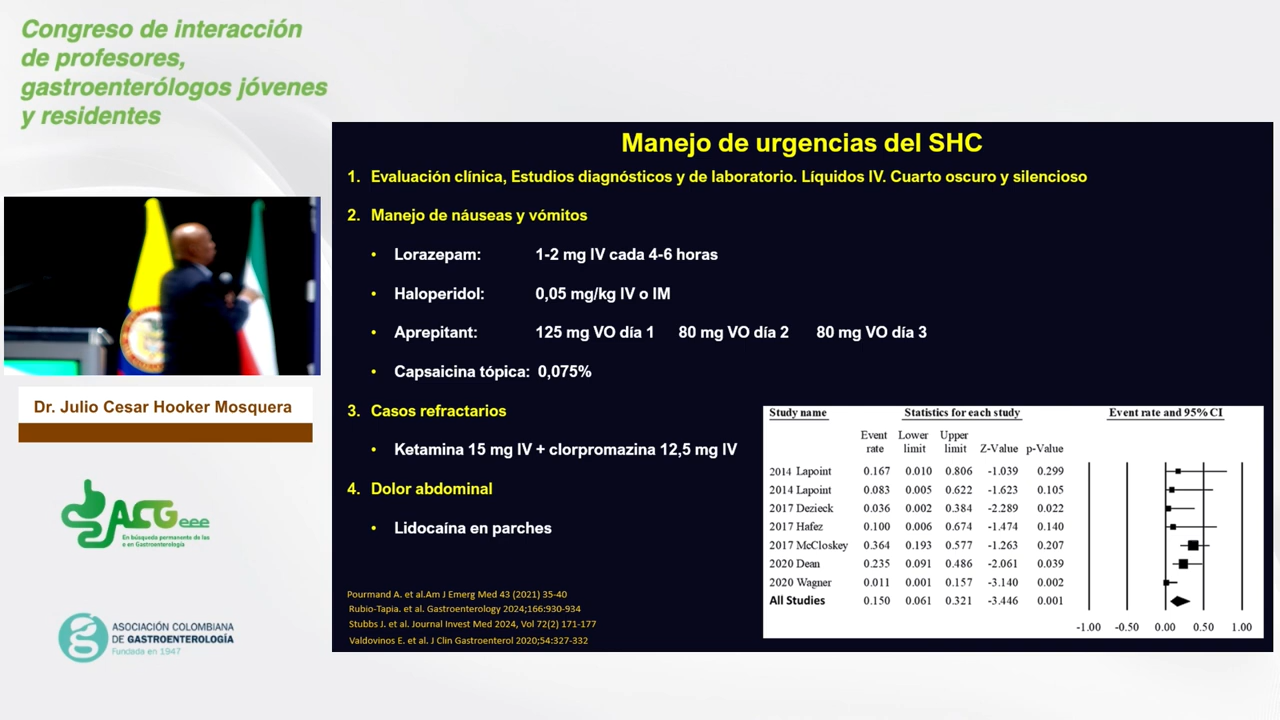 Congreso de interacción
de profesores,
gastroenterólogos jóvenes
y residentes
Manejo de urgencias del SHC
1. Evaluación clínica, Estudios diagnósticos y de laboratorio. Líquidos IV. Cuarto oscuro y silencioso
2. Manejo de náuseas y vómitos
• Lorazepam: 1-2 mg IV cada 4-6 horas
• Haloperidol: 0,05 mg/kg IV o IM
• Aprepitant: 125 mg VO día 1 80 mg VO día 2 80 mg VO día 3
• Capsaicina tópica: 0,075%
3. Casos refractarios
• Ketamina 15 mg IV + clorpromazina 12,5 mg IV
4. Dolor abdominal
• Lidocaína en parches
Pourmand A. et al.Am J Emerg Med 43 (2021) 35-40
Rubio-Tapia. et al. Gastroenterology 2024;166:930-934
Stubbs J. et al. Journal Invest Med 2024, Vol 72(2) 171-177
Valdovinos E. et al. J Clin Gastroenterol 2020;54:327-332
Study name Statistics for each study Event rate and 95% CI
Event Lower Upper
rate limit limit Z-Value p-Value
2014 Lapoint 0.167 0.010 0.806 -1.039 0.299
2014 Lapoint 0.083 0.005 0.622 -1.623 0.105
2017 Dezieck 0.036 0.002 0.384 -2.289 0.022
2017 Hafez 0.100 0.006 0.674 -1.474 0.140
2017 McCloskey 0.364 0.193 0.577 -1.263 0.207
2020 Dean 0.235 0.091 0.486 -2.061 0.039
2020 Wagner 0.011 0.001 0.157 -3.140 0.002
All Studies 0.150 0.061 0.321 -3.446 0.001
-1.00 -0.50 0.00 0.50 1.00
Dr. Julio Cesar Hooker Mosquera
ACGeee
En búsqueda permanente de las
e en Gastroenterología
ASOCIACIÓN COLOMBIANA
DE GASTROENTEROLOGÍA
Fundada en 1947